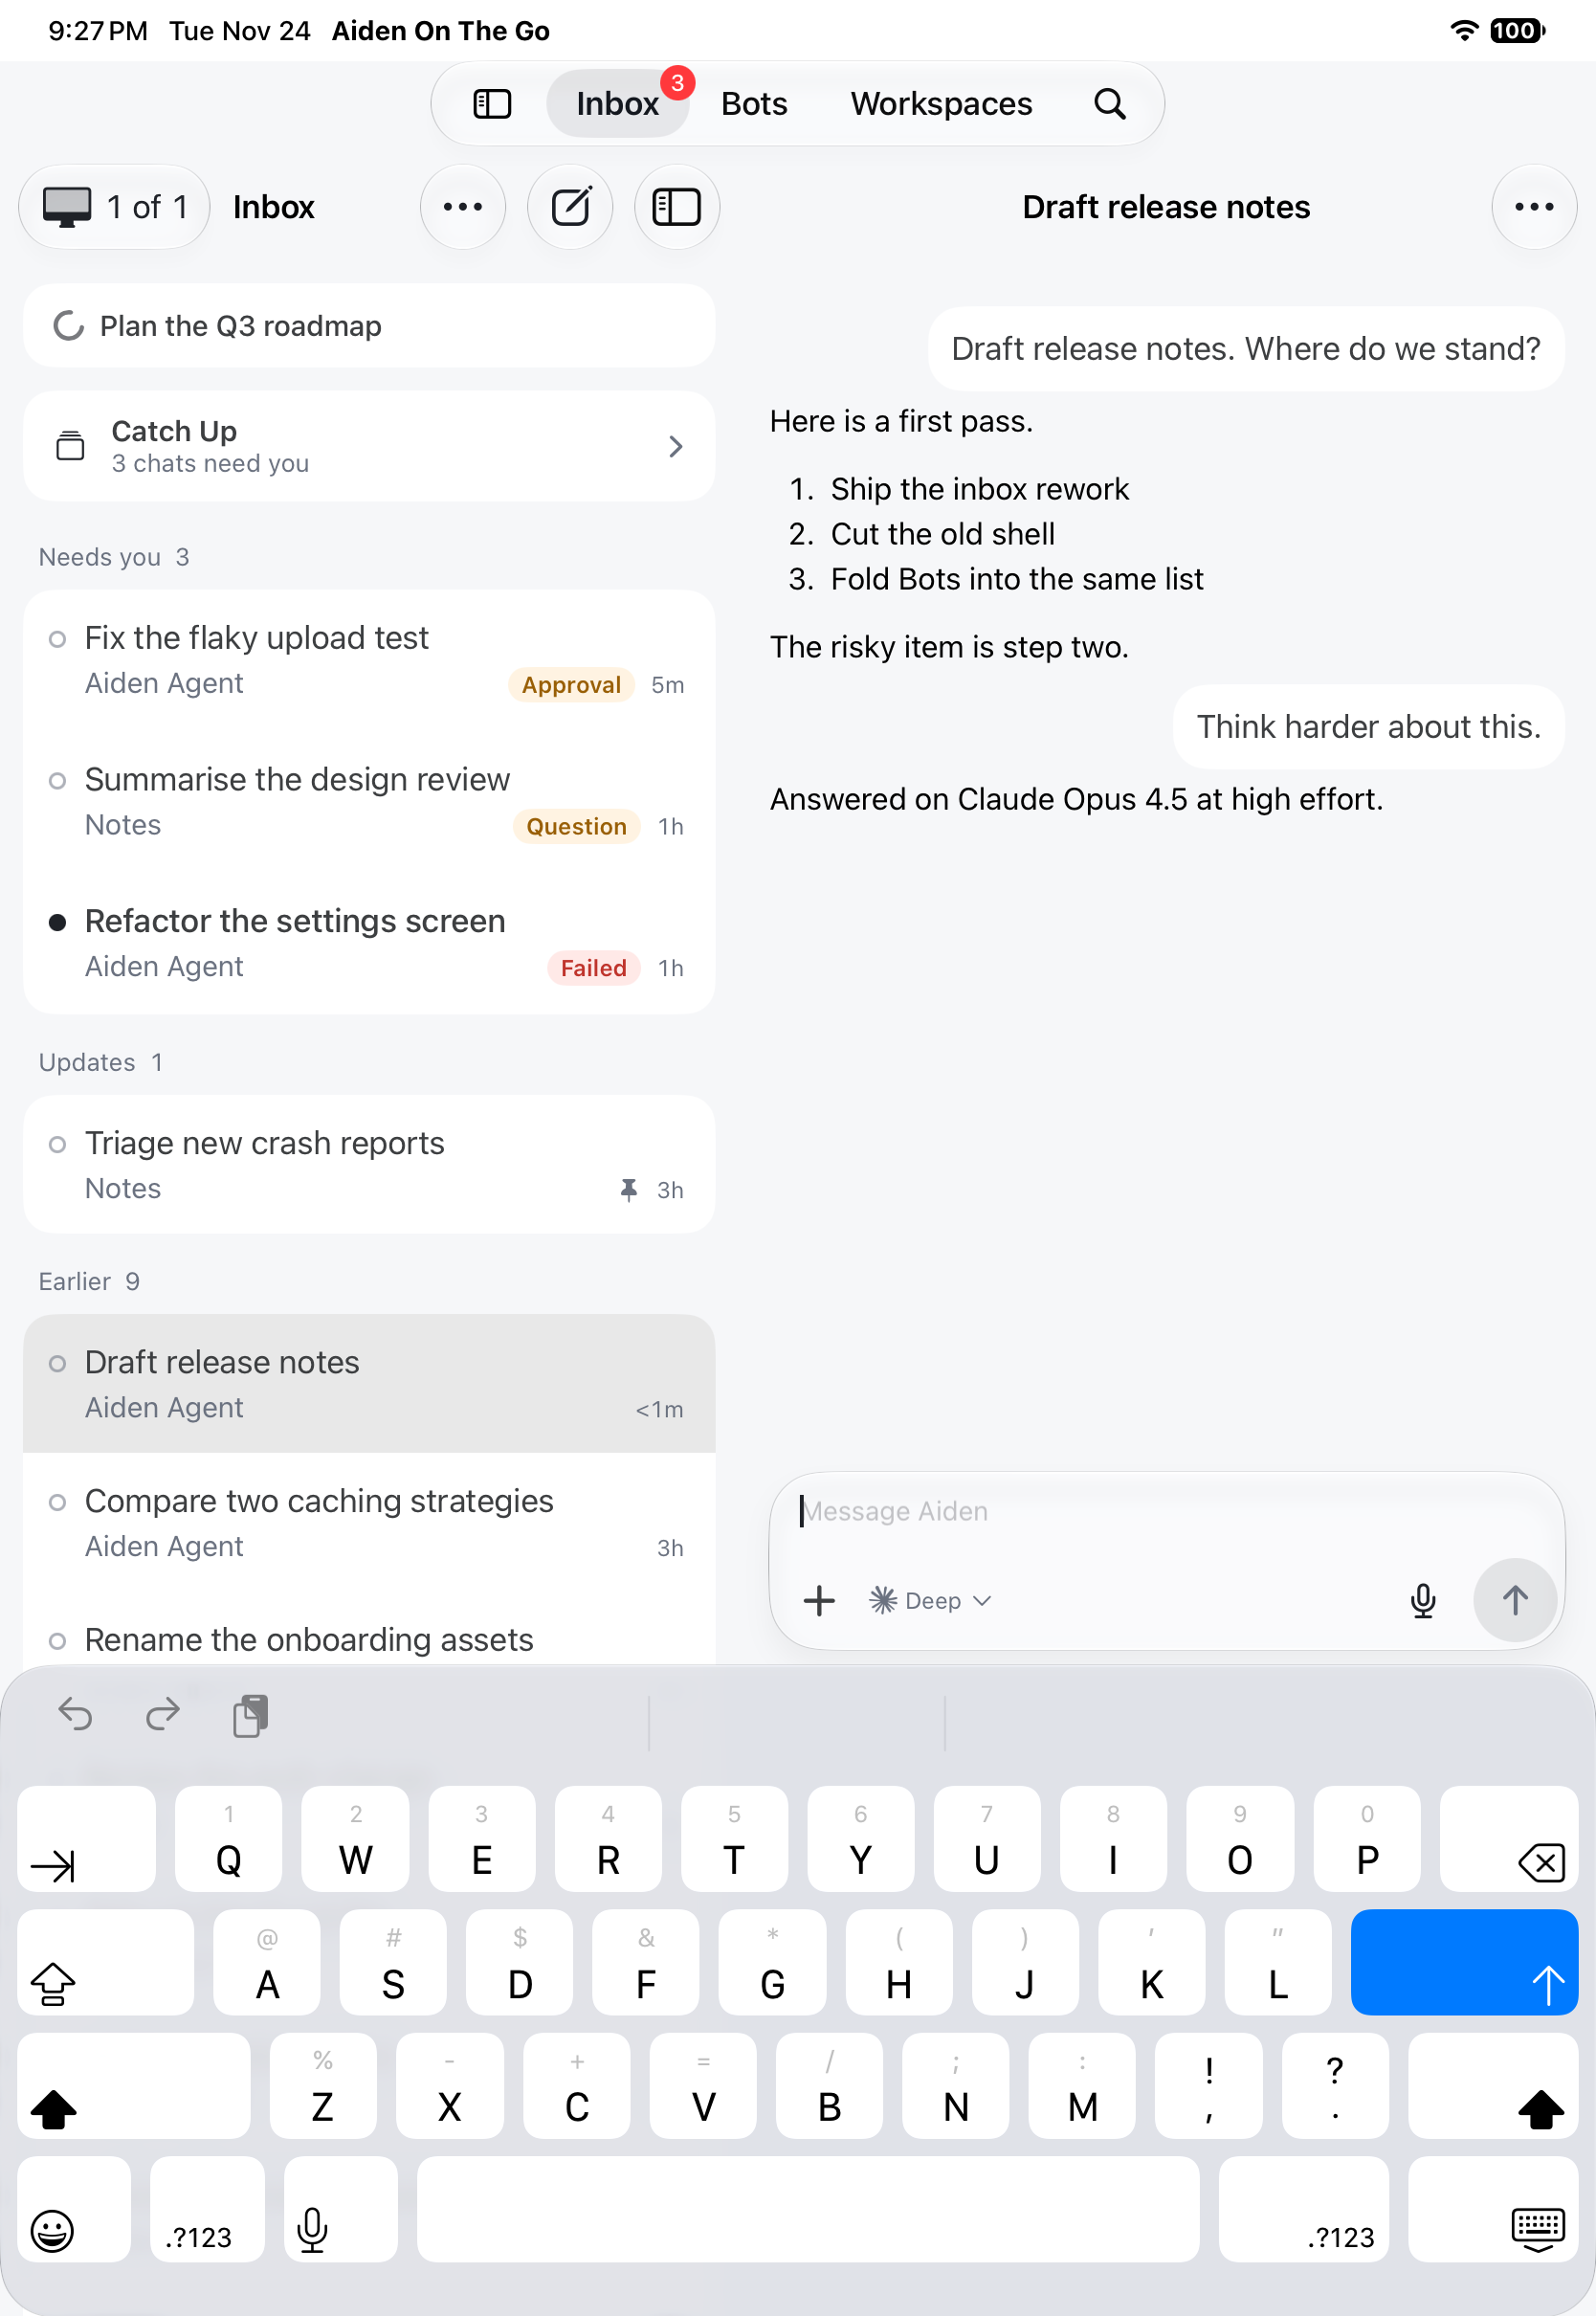 9:27 PM Tue Nov 24 Aiden On The Go
100
Inbox
3
Bots
Workspaces
1 of 1
Inbox
Draft release notes
Plan the Q3 roadmap
Catch Up
3 chats need you
Needs you 3
Fix the flaky upload test
Aiden Agent
Approval 5m
Summarise the design review
Notes
Question 1h
Refactor the settings screen
Aiden Agent
Failed 1h
Updates 1
Triage new crash reports
Notes
3h
Earlier 9
Draft release notes
Aiden Agent
<1m
Compare two caching strategies
Aiden Agent
3h
Rename the onboarding assets
Draft release notes. Where do we stand?
Here is a first pass.
1. Ship the inbox rework
2. Cut the old shell
3. Fold Bots into the same list
The risky item is step two.
Think harder about this.
Answered on Claude Opus 4.5 at high effort.
Message Aiden
Deep
1 2 3 4 5 6 7 8 9 0
Q W E R T Y U I O P
@ # $ & * ( ) ' "
A S D F G H J K L
% - + = / ; : ! ?
Z X C V B N M , .
.?123 .?123